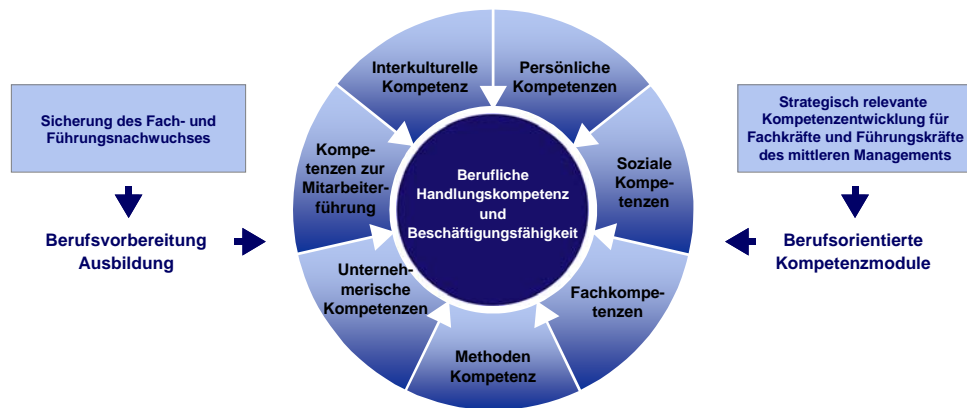 Sicherung des Fach- und
Führungsnachwuchses
Berufsvorbereitung
Ausbildung
Interkulturelle
Kompetenz
Persönliche
Kompetenzen
Kompe-
tenzen zur
Mitarbeiter-
führung
Soziale
Kompe-
tenzen
Berufliche
Handlungskompetenz
und
Beschäftigungsfähigkeit
Unterneh-
merische
Kompetenzen
Fachkompe-
tenzen
Methoden
Kompetenz
Strategisch relevante
Kompetenzentwicklung für
Fachkräfte und Führungskräfte
des mittleren Managements
Berufsorientierte
Kompetenzmodule